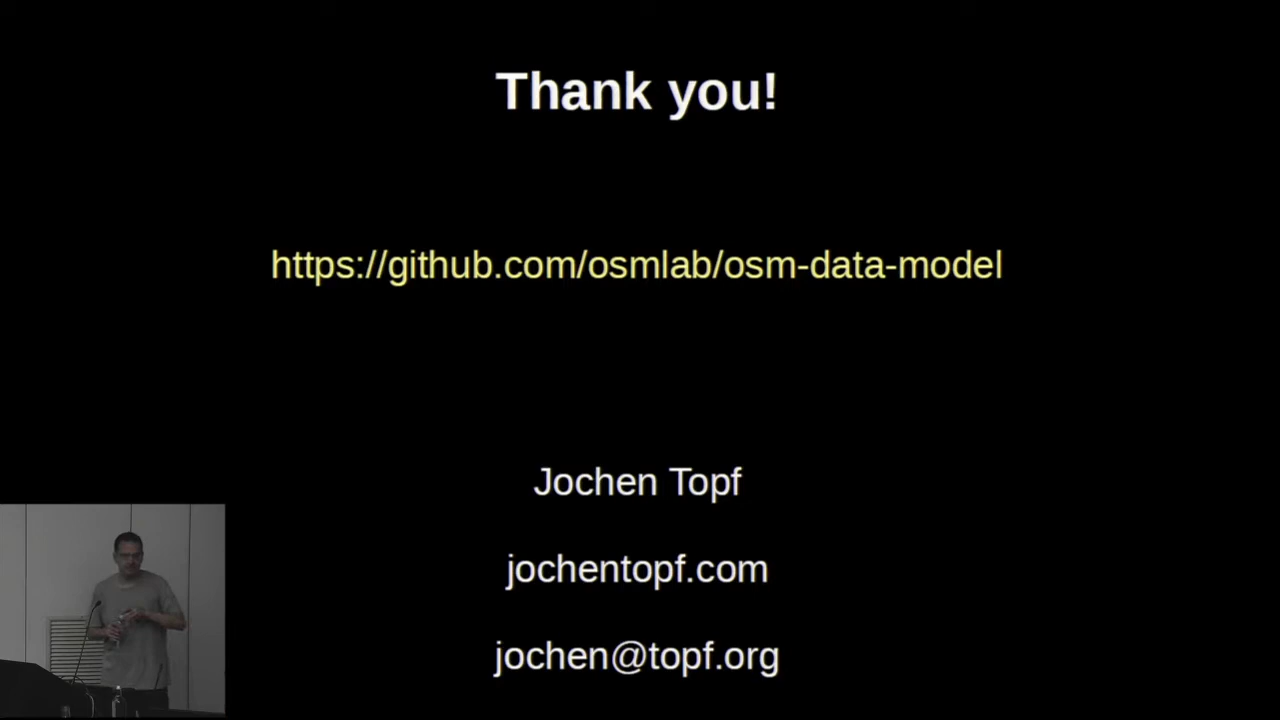 Thank you!
https://github.com/osmlab/osm-data-model
Jochen Topf
jochentopf.com
jochen@topf.org